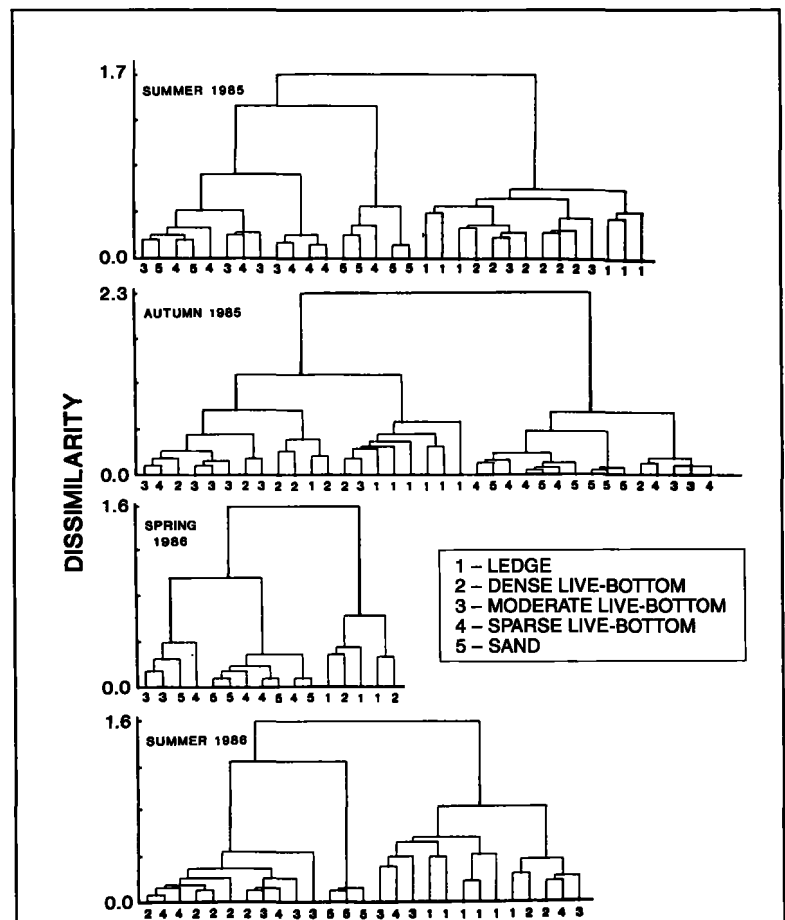 1.7
SUMMER 1985
0.0
3 5 4 5 4 3 4 3 3 4 4 4 5 5 4 5 5 1 1 1 2 2 3 2 2 2 2 3 1 1 1
2.3
AUTUMN 1985
0.0
3 4 2 3 3 3 2 3 2 2 1 2 2 3 1 1 1 1 1 1 4 5 4 4 5 4 5 5 5 5 2 4 3 3 4
DISSIMILARITY
1.6
SPRING
1986
0.0
3 3 5 4 5 5 4 4 5 4 5 1 2 1 1 2
1 – LEDGE
2 – DENSE LIVE-BOTTOM
3 – MODERATE LIVE-BOTTOM
4 – SPARSE LIVE-BOTTOM
5 – SAND
1.6
SUMMER 1986
0.0
2 4 4 2 2 2 2 3 4 3 3 5 5 5 3 4 3 1 1 1 1 1 1 2 2 4 3